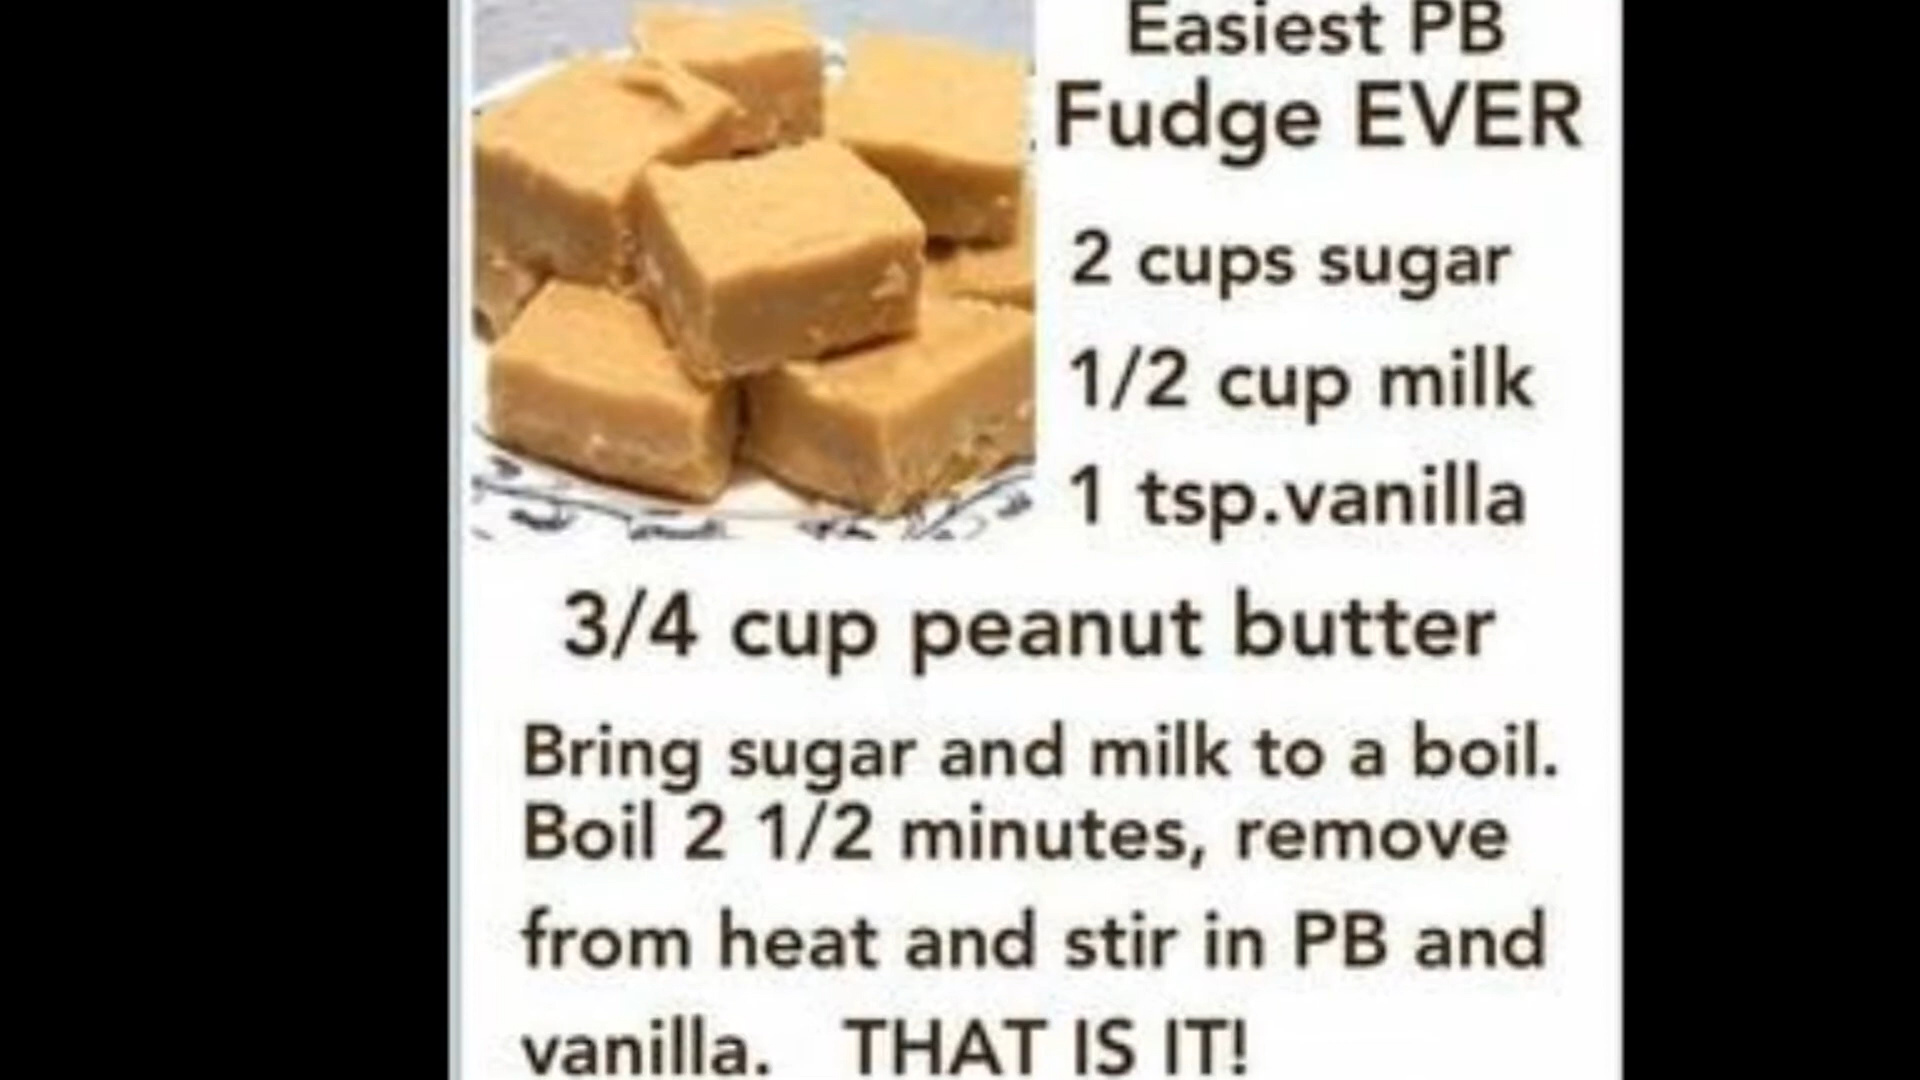 Easiest PB
Fudge EVER
2 cups sugar
1/2 cup milk
1 tsp.vanilla
3/4 cup peanut butter
Bring sugar and milk to a boil.
Boil 2 1/2 minutes, remove
from heat and stir in PB and
vanilla. THAT IS IT!